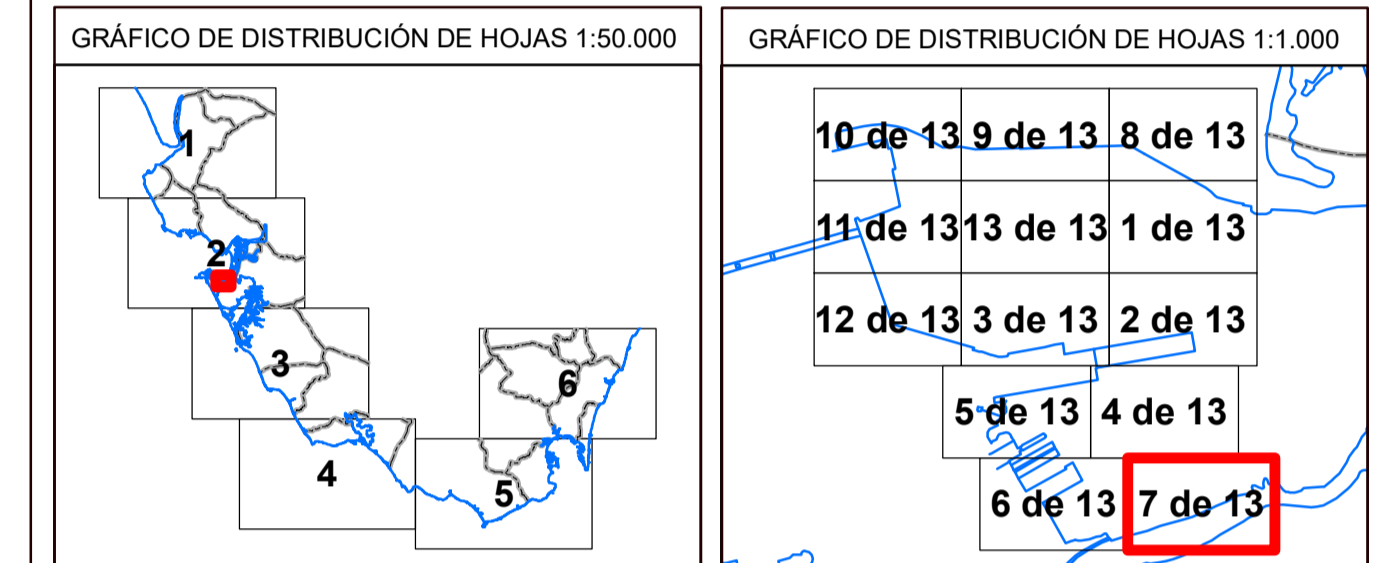 GRÁFICO DE DISTRIBUCIÓN DE HOJAS 1:50.000
1
2
3
4
5
6
GRÁFICO DE DISTRIBUCIÓN DE HOJAS 1:1.000
10 de 13 9 de 13 8 de 13
11 de 13 13 de 13 1 de 13
12 de 13 3 de 13 2 de 13
5 de 13 4 de 13
6 de 13 7 de 13